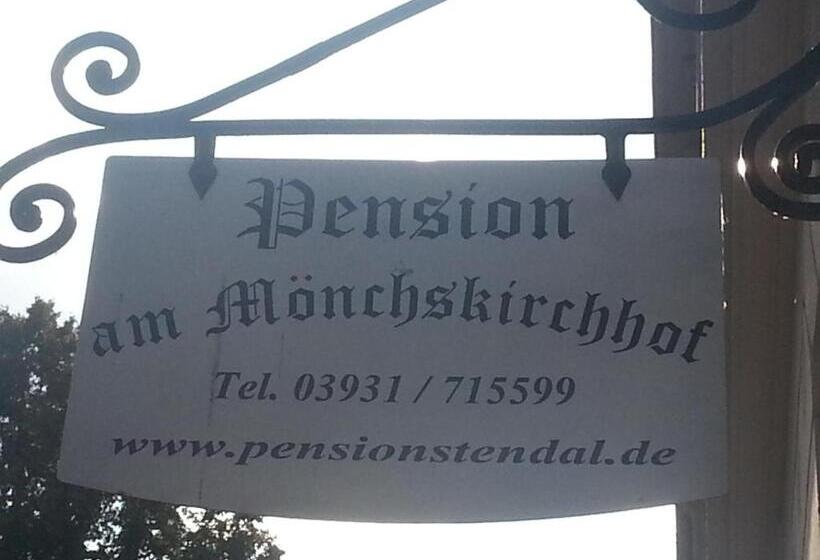 Pension
am Mönchskirchhof
Tel. 03931 / 715599
www.pensionstendal.de